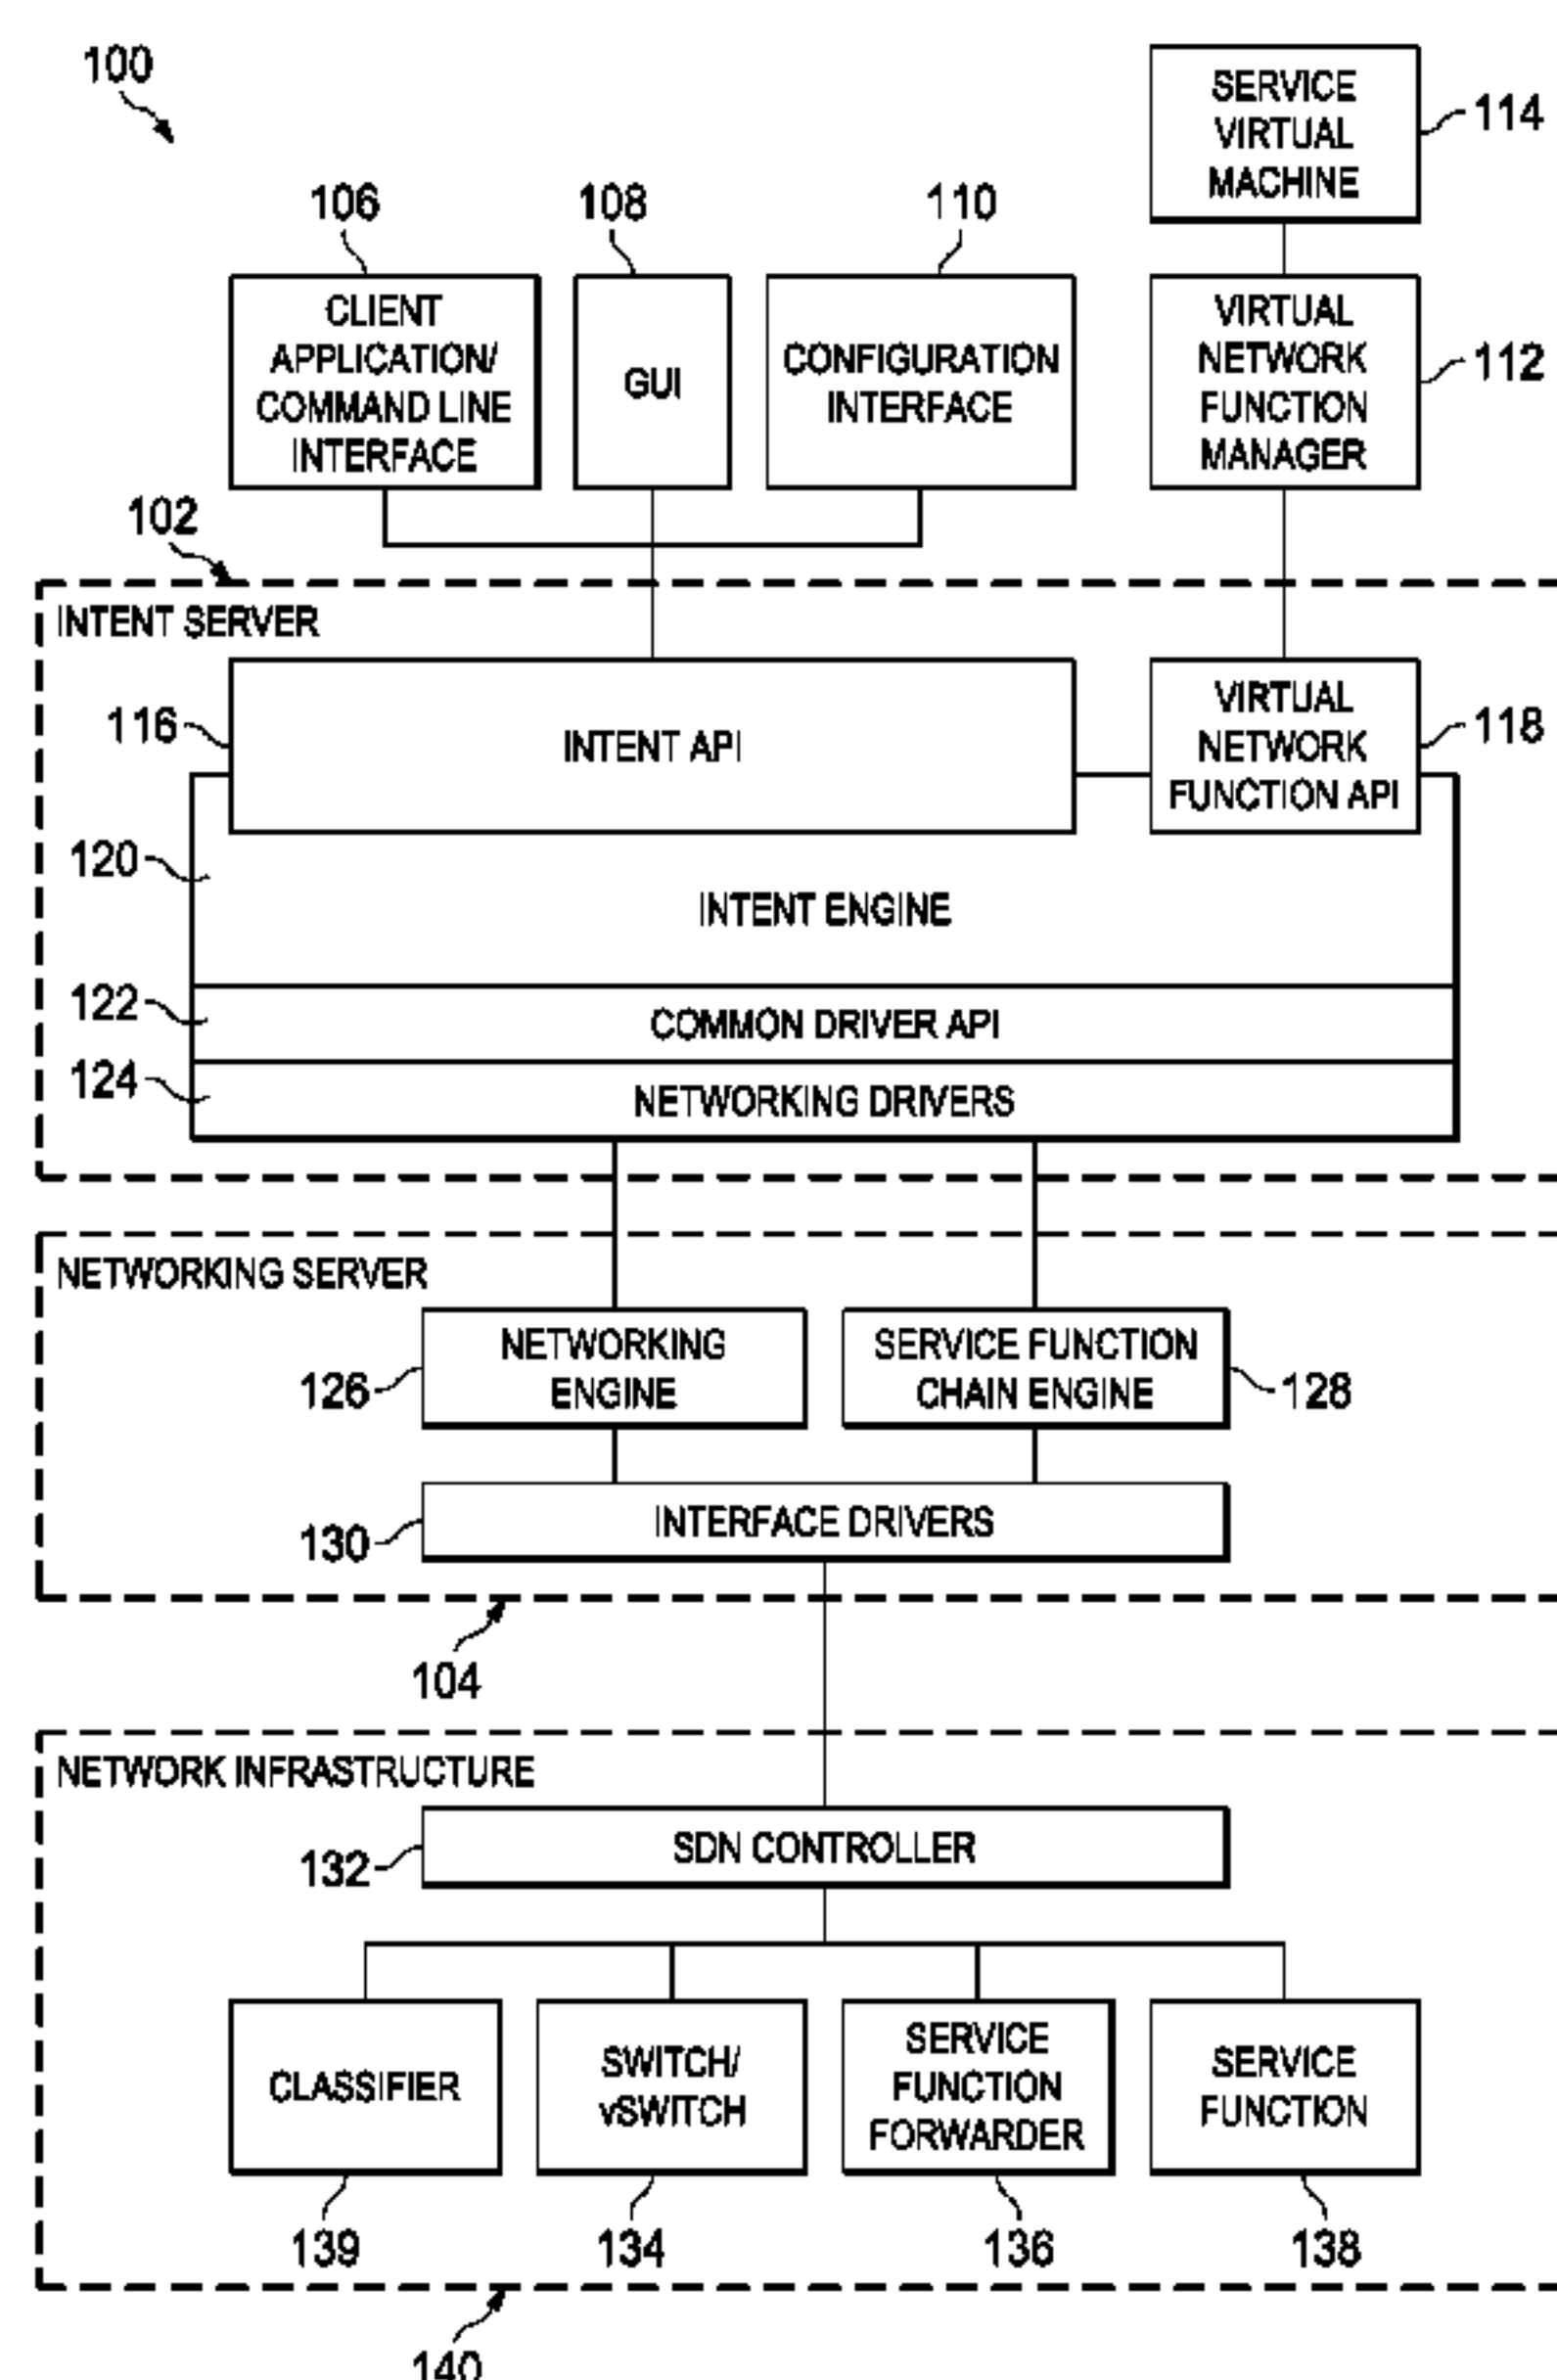 100
SERVICE
VIRTUAL
MACHINE
114
106
108
110
CLIENT
APPLICATION/
COMMAND LINE
INTERFACE
GUI
CONFIGURATION
INTERFACE
VIRTUAL
NETWORK
FUNCTION
MANAGER
112
102
INTENT SERVER
116
INTENT API
VIRTUAL
NETWORK
FUNCTION API
118
120
INTENT ENGINE
122
COMMON DRIVER API
124
NETWORKING DRIVERS
NETWORKING SERVER
126
NETWORKING
ENGINE
SERVICE FUNCTION
CHAIN ENGINE
128
130
INTERFACE DRIVERS
104
NETWORK INFRASTRUCTURE
132
SDN CONTROLLER
CLASSIFIER
SWITCH/
vSWITCH
SERVICE
FUNCTION
FORWARDER
SERVICE
FUNCTION
139
134
136
138
140